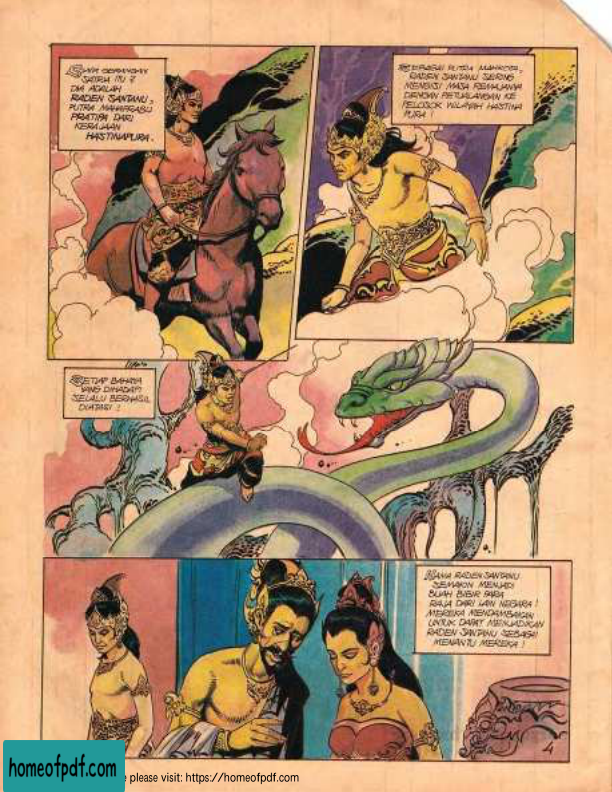 SIAPA GERANGAN
SATRIA ITU ?
DIA ADALAH
RADEN SANTANU,
PUTRA MAHAPRABU
PRATIPA DARI
KERAJAAN
HASTINAPURA.
SEBAGAI PUTRA MAHKOTA,
RADEN SANTANU SERING
MENGISI MASA REMAJANYA
DENGAN PETUALANGAN KE
PELOSOK WILAYAH HASTINA
PURA !
SETIAP BAHAYA
YANG DIHADAPI
SELALU BERHASIL
DIATASI !
NAMA RADEN SANTANU
SEMAKIN MENJADI
BUAH BIBIR PARA
RAJA DARI LAIN NEGARA !
MEREKA MENDAMBAKAN
UNTUK DAPAT MENJADIKAN
RADEN SANTANU SEBAGAI
MENANTU MEREKA !
4
homeofpdf.com
please visit: https://homeofpdf.com